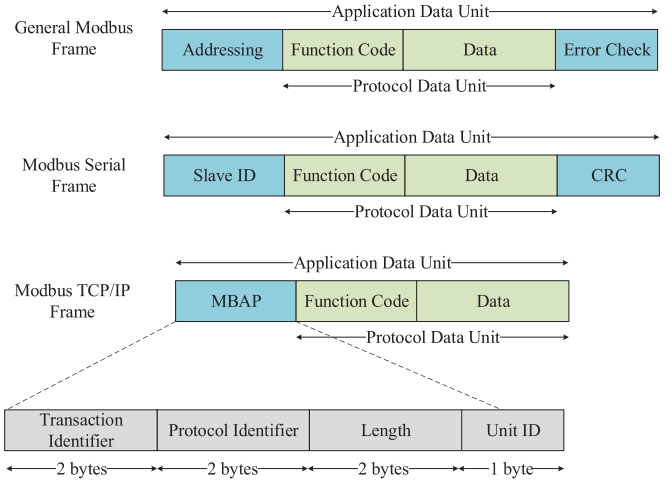 Application Data Unit
General Modbus
Frame
Addressing Function Code Data Error Check
Protocol Data Unit
Application Data Unit
Modbus Serial
Frame
Slave ID Function Code Data CRC
Protocol Data Unit
Application Data Unit
Modbus TCP/IP
Frame
MBAP Function Code Data
Protocol Data Unit
Transaction
Identifier
Protocol Identifier Length Unit ID
2 bytes 2 bytes 2 bytes 1 byte